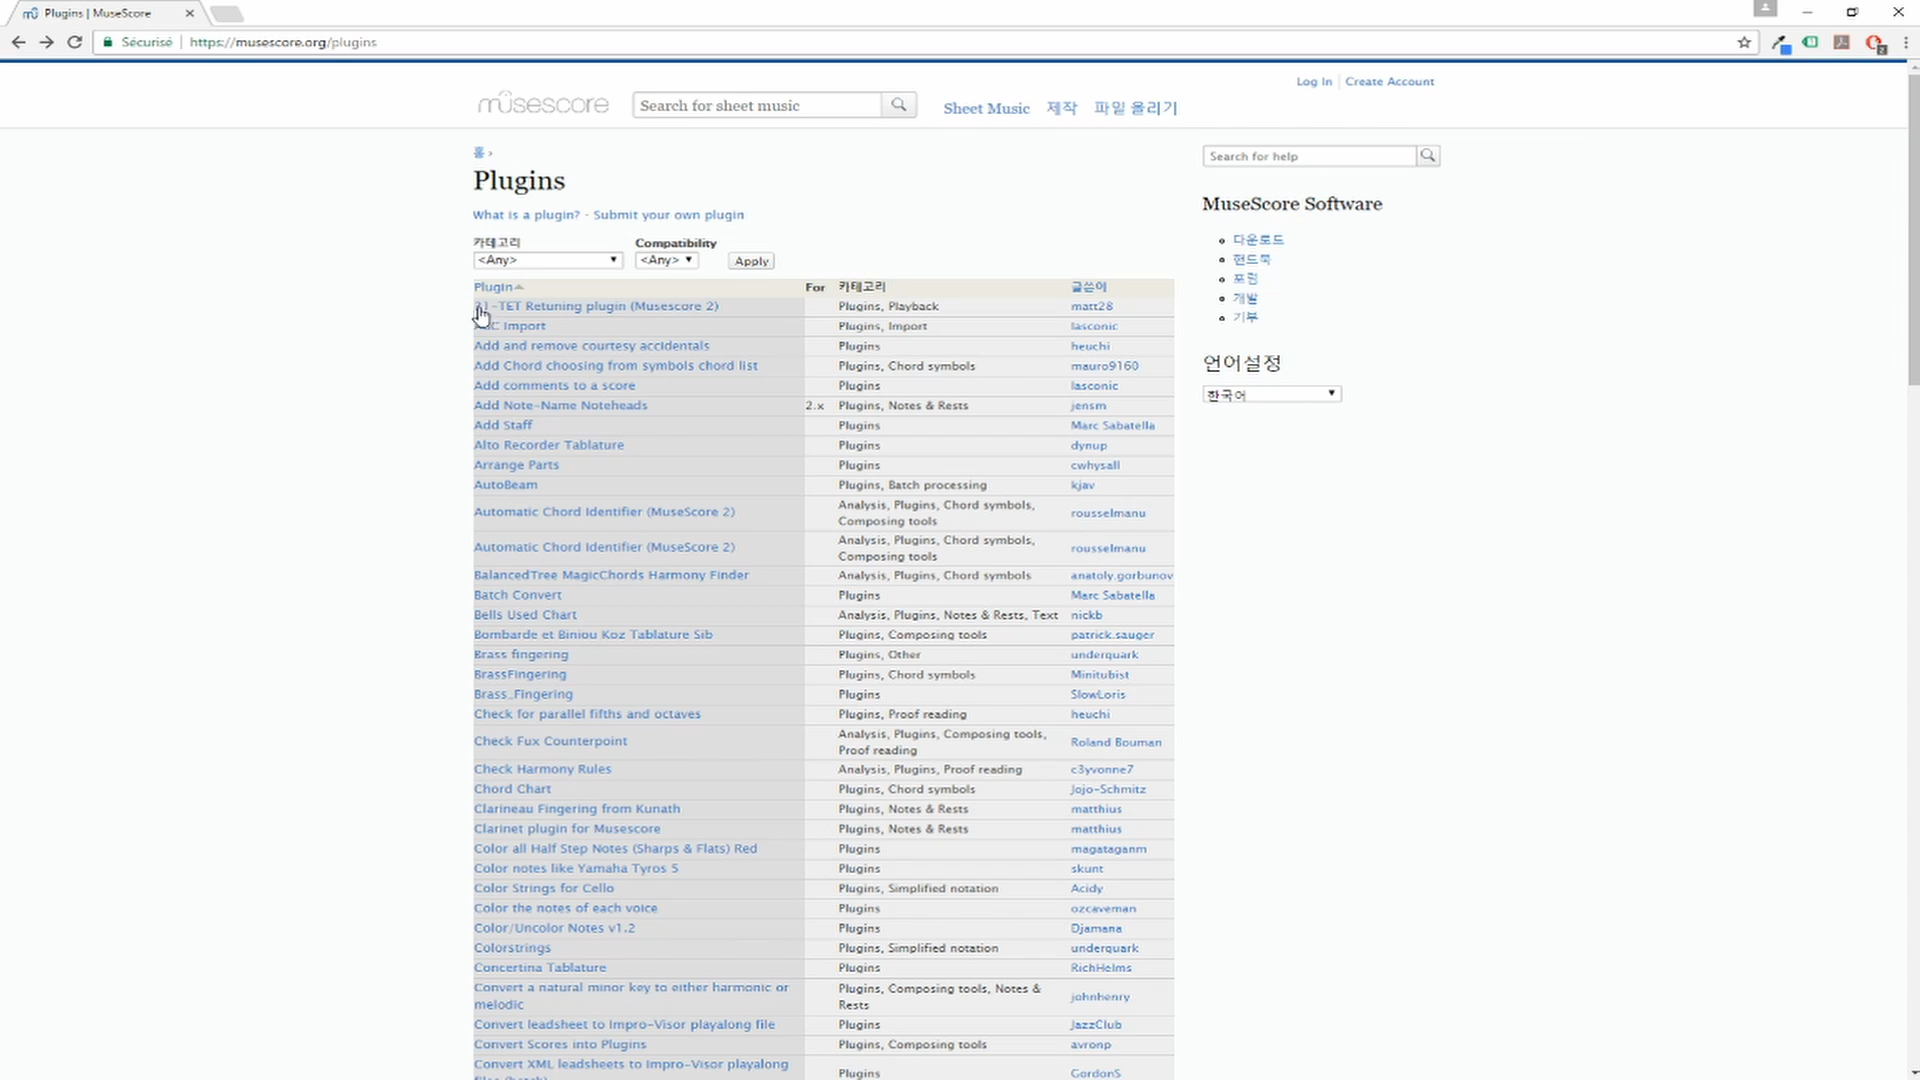 Plugins | MuseScore
Sécurisé | https://musescore.org/plugins
2
Log In Create Account
musescore Search for sheet music Sheet Music 제작 파일 올리기
홈 ›
Search for help
Plugins
MuseScore Software
What is a plugin? · Submit your own plugin
다운로드
핸드북
포럼
개발
기부
카테고리 Compatibility
<Any> <Any> Apply
언어설정
한국어
Plugin For 카테고리 글쓴이
-TET Retuning plugin (Musescore 2) Plugins, Playback matt28
Import Plugins, Import lasconic
Add and remove courtesy accidentals Plugins heuchi
Add Chord choosing from symbols chord list Plugins, Chord symbols mauro9160
Add comments to a score Plugins lasconic
Add Note-Name Noteheads 2.x Plugins, Notes & Rests jensm
Add Staff Plugins Marc Sabatella
Alto Recorder Tablature Plugins dynup
Arrange Parts Plugins cwhysall
AutoBeam Plugins, Batch processing kjav
Automatic Chord Identifier (MuseScore 2) Analysis, Plugins, Chord symbols, rousselmanu
Composing tools
Automatic Chord Identifier (MuseScore 2) Analysis, Plugins, Chord symbols, rousselmanu
Composing tools
BalancedTree MagicChords Harmony Finder Analysis, Plugins, Chord symbols anatoly.gorbunov
Batch Convert Plugins Marc Sabatella
Bells Used Chart Analysis, Plugins, Notes & Rests, Text nickb
Bombarde et Biniou Koz Tablature Sib Plugins, Composing tools patrick.sauger
Brass fingering Plugins, Other underquark
BrassFingering Plugins, Chord symbols Minitubist
Brass_Fingering Plugins SlowLoris
Check for parallel fifths and octaves Plugins, Proof reading heuchi
Check Fux Counterpoint Analysis, Plugins, Composing tools, Roland Bouman
Proof reading
Check Harmony Rules Analysis, Plugins, Proof reading c3yvonne7
Chord Chart Plugins, Chord symbols Jojo-Schmitz
Clarineau Fingering from Kunath Plugins, Notes & Rests matthius
Clarinet plugin for Musescore Plugins, Notes & Rests matthius
Color all Half Step Notes (Sharps & Flats) Red Plugins magataganm
Color notes like Yamaha Tyros 5 Plugins skunt
Color Strings for Cello Plugins, Simplified notation Acidy
Color the notes of each voice Plugins ozcaveman
Color/Uncolor Notes v1.2 Plugins Djamana
Colorstrings Plugins, Simplified notation underquark
Concertina Tablature Plugins RichHelms
Convert a natural minor key to either harmonic or Plugins, Composing tools, Notes & johnhenry
melodic Rests
Convert leadsheet to Impro-Visor playalong file Plugins JazzClub
Convert Scores into Plugins Plugins, Composing tools avronp
Convert XML leadsheets to Impro-Visor playalong Plugins GordonS